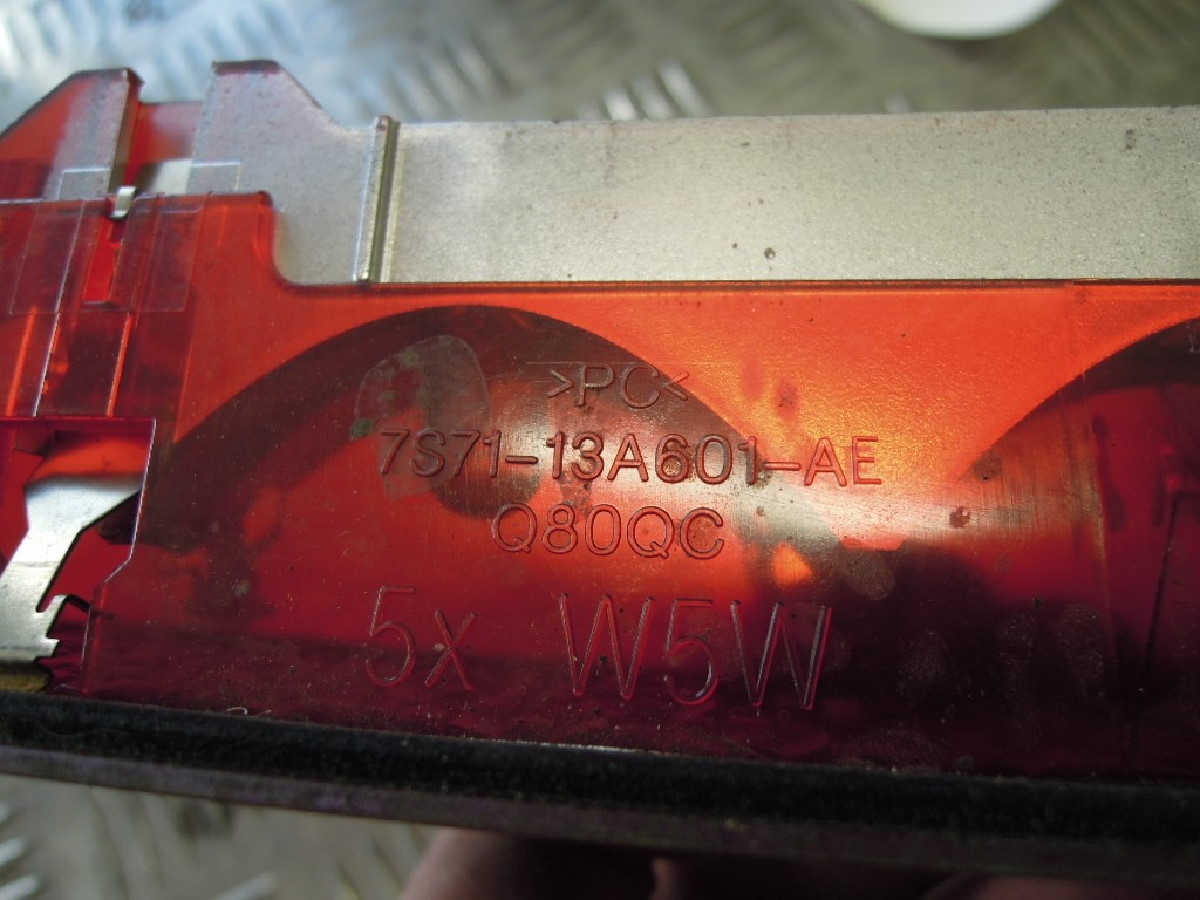 >PC<
7S71-13A601-AE
Q80QC
5x W5W